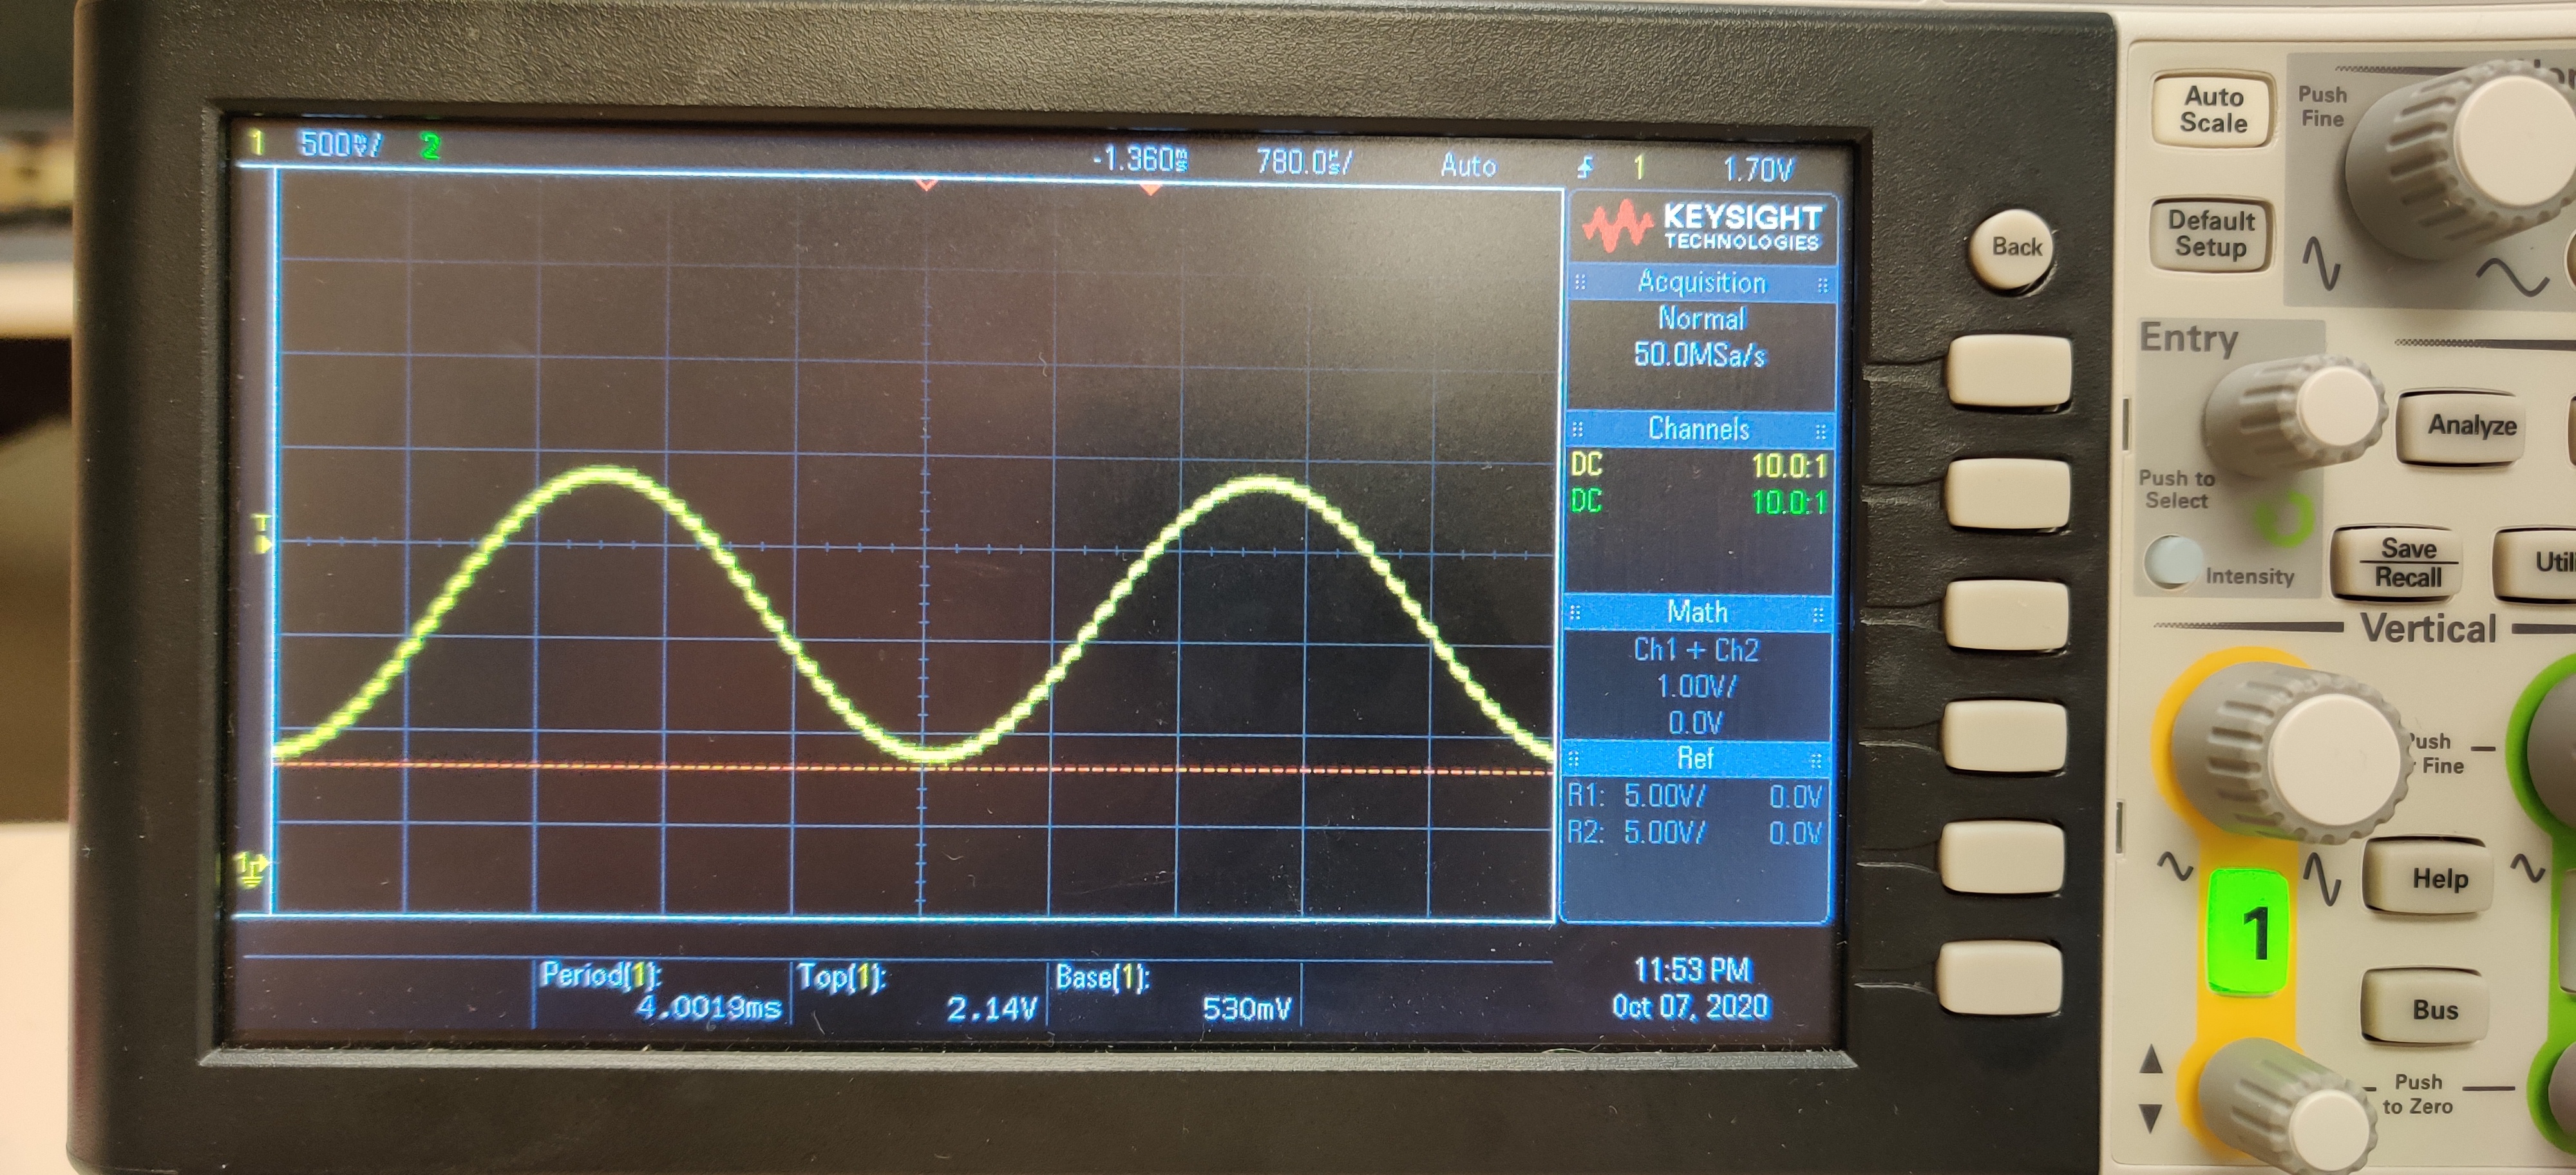 1 500mV/ 2 -1.360ms 780.0us/ Auto 1 1.70V
KEYSIGHT
TECHNOLOGIES
Acquisition
Normal
50.0MSa/s
Channels
DC 10.0:1
DC 10.0:1
Math
Ch1 + Ch2
1.00V/
0.0V
Ref
R1: 5.00V/ 0.0V
R2: 5.00V/ 0.0V
T
1
Period(1):
4.0019ms
Top(1):
2.14V
Base(1):
530mV
11:53 PM
Oct 07, 2020
Back
Auto
Scale
Default
Setup
Push
Fine
Entry
Push to
Select
Intensity
Analyze
Save
Recall
Vertical
Push
Fine
1
Help
Bus
Push
to Zero